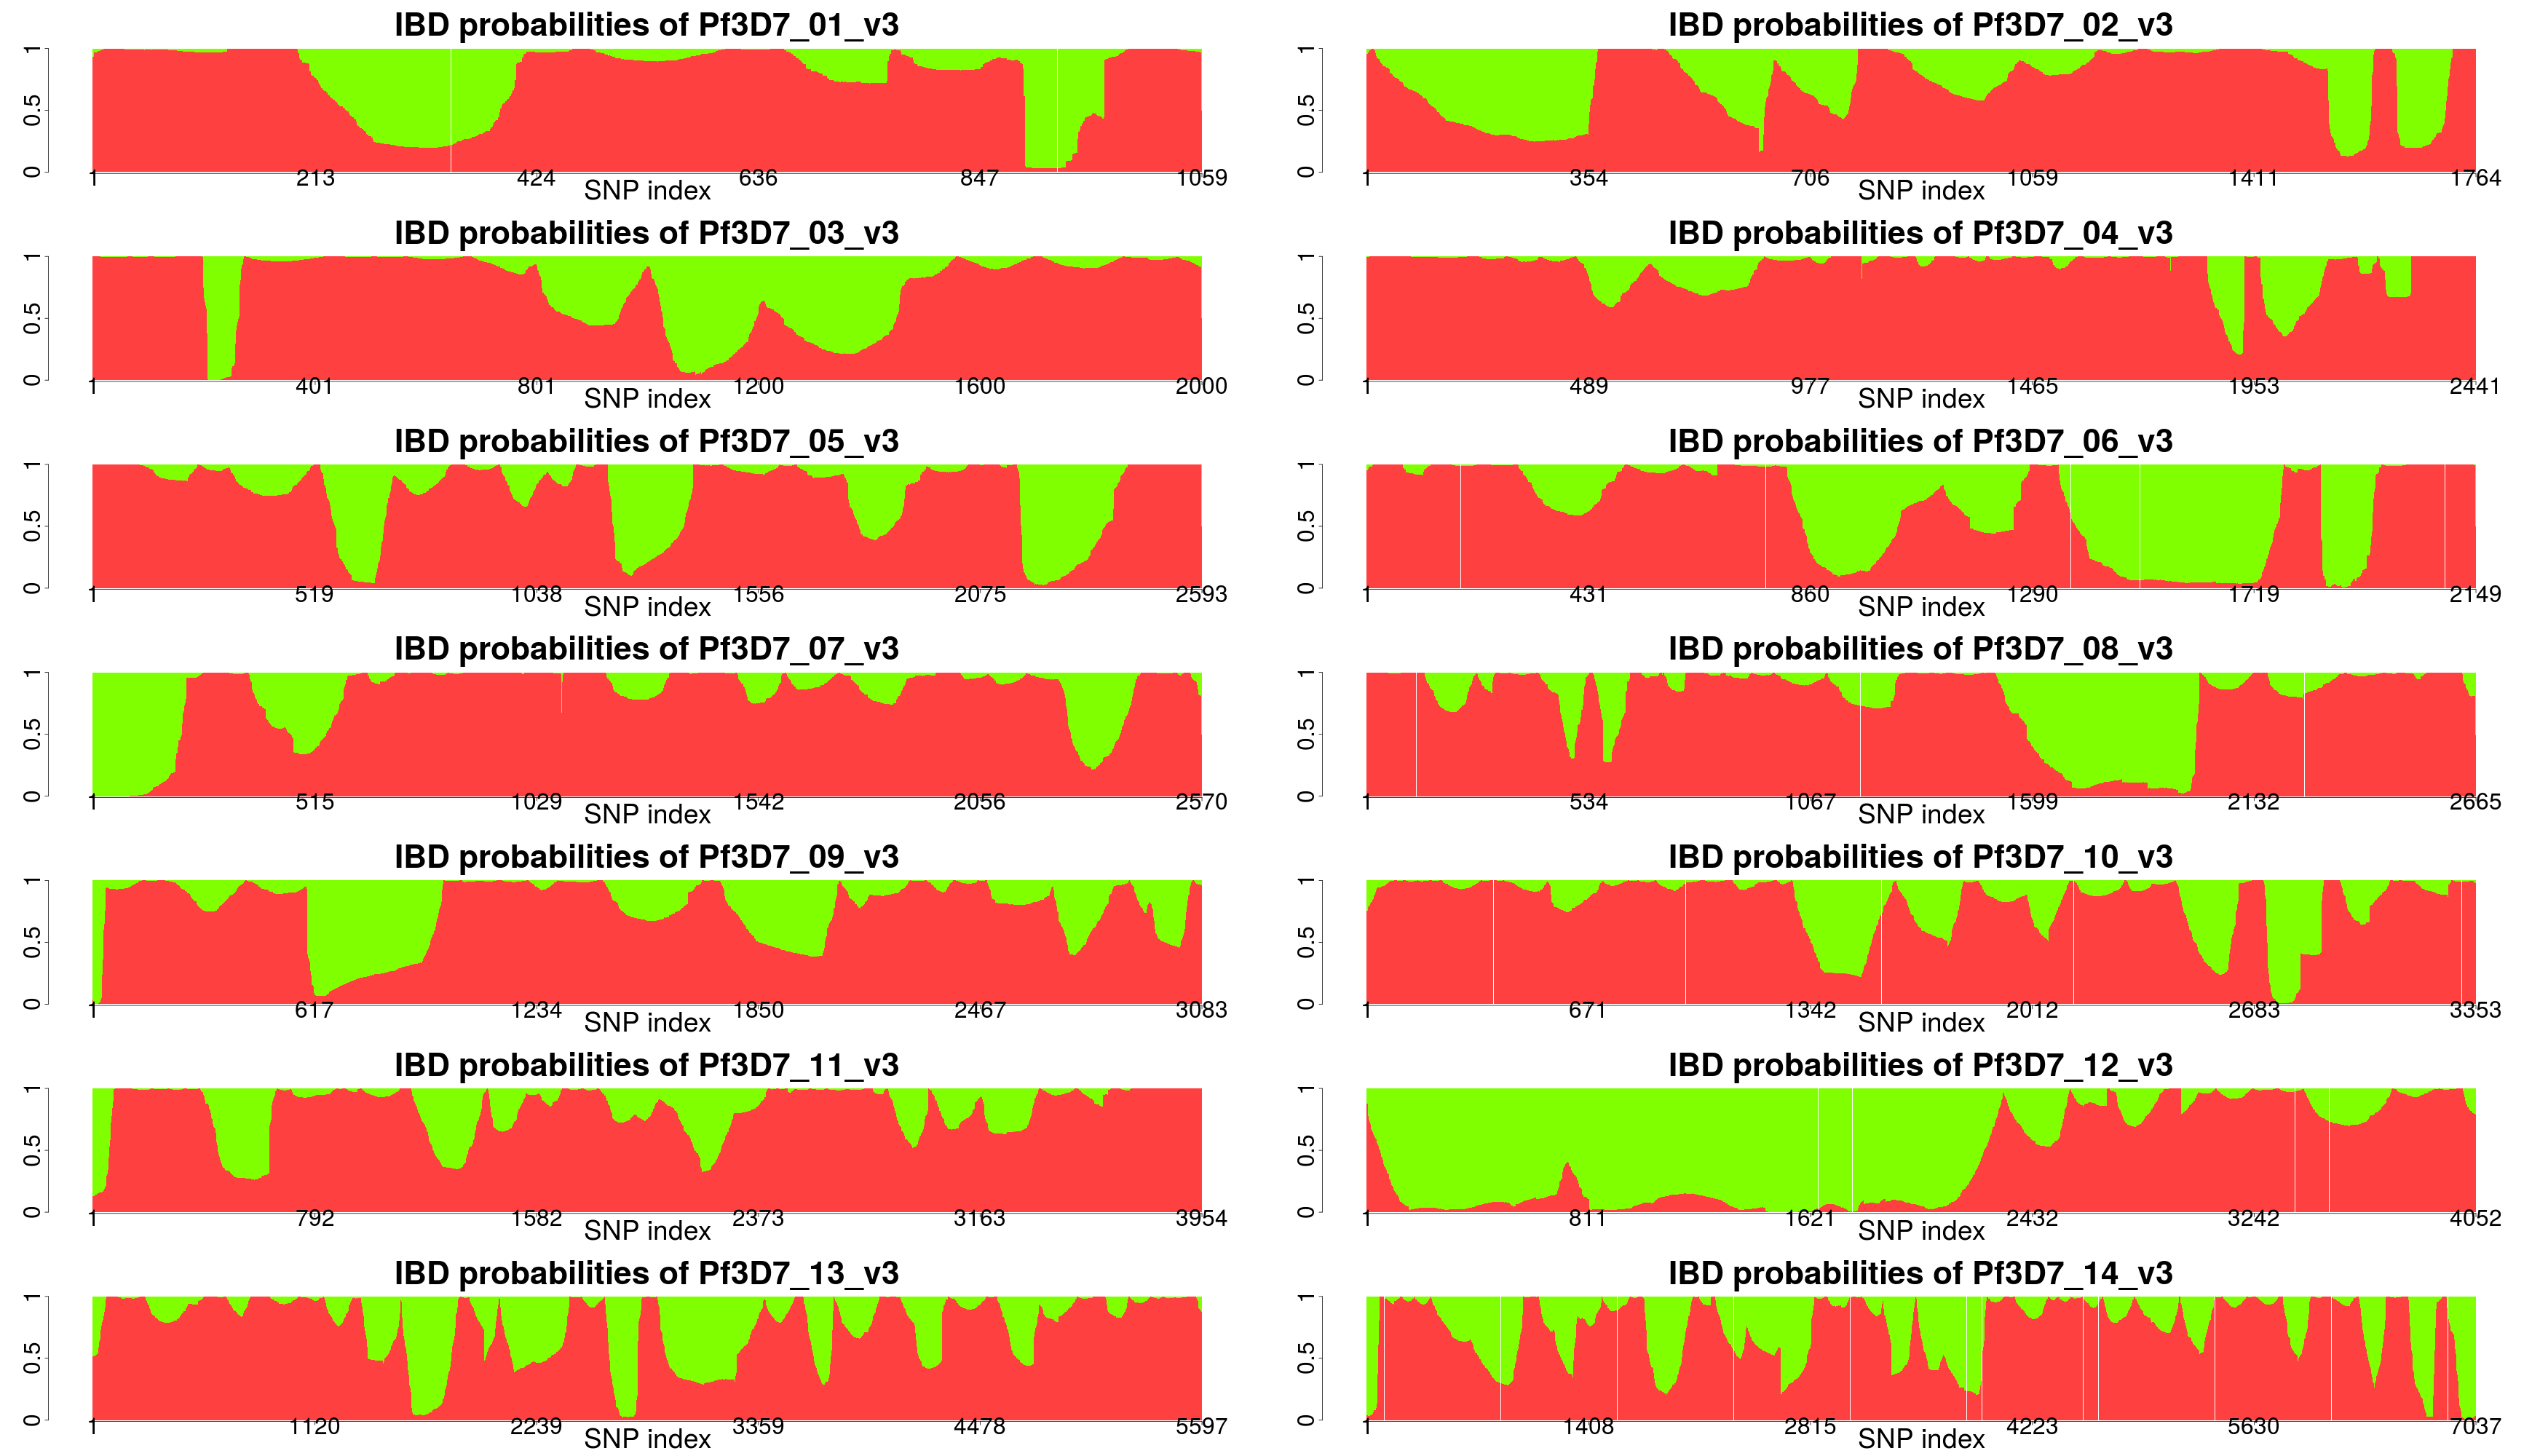 IBD probabilities of Pf3D7_01_v3
1
0.5
0
1 213 424 636 847 1059
SNP index
IBD probabilities of Pf3D7_02_v3
1
0.5
0
1 354 706 1059 1411 1764
SNP index
IBD probabilities of Pf3D7_03_v3
1
0.5
0
1 401 801 1200 1600 2000
SNP index
IBD probabilities of Pf3D7_04_v3
1
0.5
0
1 489 977 1465 1953 2441
SNP index
IBD probabilities of Pf3D7_05_v3
1
0.5
0
1 519 1038 1556 2075 2593
SNP index
IBD probabilities of Pf3D7_06_v3
1
0.5
0
1 431 860 1290 1719 2149
SNP index
IBD probabilities of Pf3D7_07_v3
1
0.5
0
1 515 1029 1542 2056 2570
SNP index
IBD probabilities of Pf3D7_08_v3
1
0.5
0
1 534 1067 1599 2132 2665
SNP index
IBD probabilities of Pf3D7_09_v3
1
0.5
0
1 617 1234 1850 2467 3083
SNP index
IBD probabilities of Pf3D7_10_v3
1
0.5
0
1 671 1342 2012 2683 3353
SNP index
IBD probabilities of Pf3D7_11_v3
1
0.5
0
1 792 1582 2373 3163 3954
SNP index
IBD probabilities of Pf3D7_12_v3
1
0.5
0
1 811 1621 2432 3242 4052
SNP index
IBD probabilities of Pf3D7_13_v3
1
0.5
0
1 1120 2239 3359 4478 5597
SNP index
IBD probabilities of Pf3D7_14_v3
1
0.5
0
1 1408 2815 4223 5630 7037
SNP index